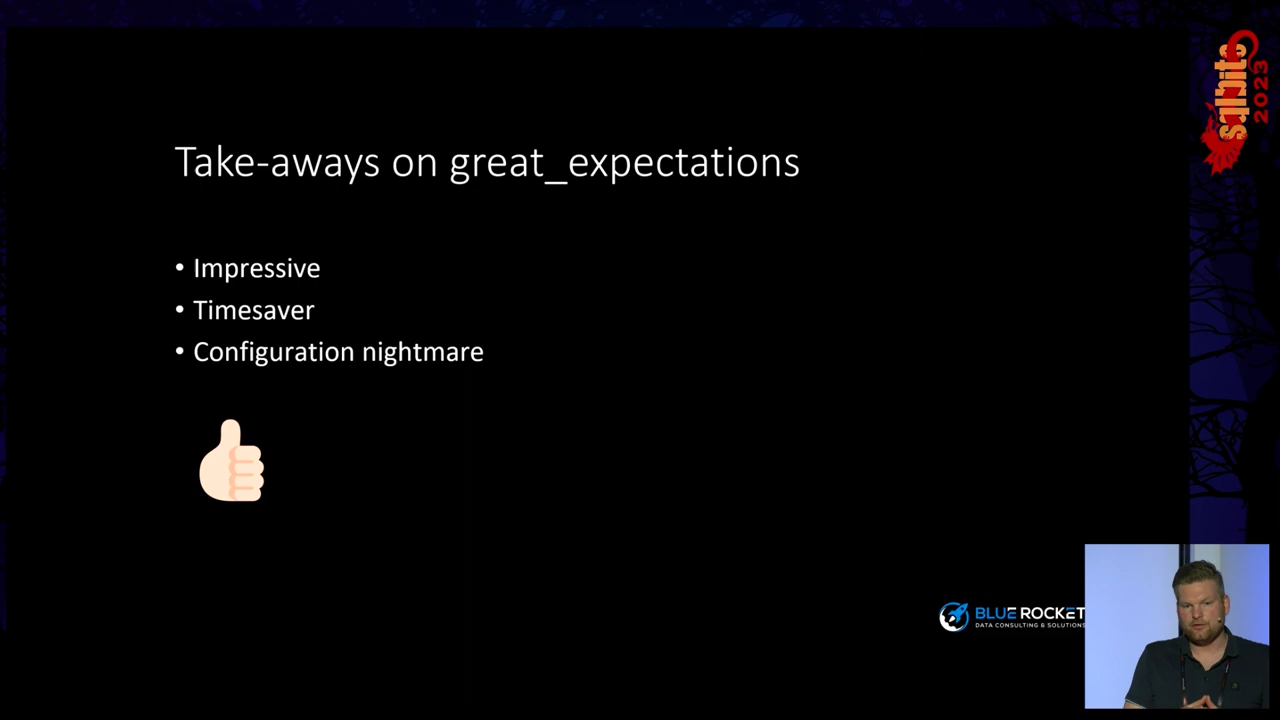 sqlbits
2023
Take-aways on great_expectations
• Impressive
• Timesaver
• Configuration nightmare
BLUE ROCKET
DATA CONSULTING & SOLUTIONS